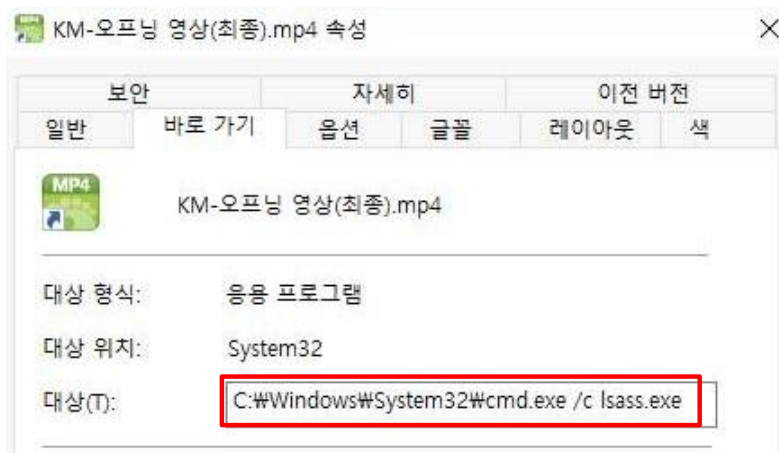 KM-오프닝 영상(최종).mp4 속성
보안 자세히 이전 버전
일반 바로 가기 옵션 글꼴 레이아웃 색
MP4
KM-오프닝 영상(최종).mp4
대상 형식: 응용 프로그램
대상 위치: System32
대상(T): C:₩Windows₩System32₩cmd.exe /c lsass.exe